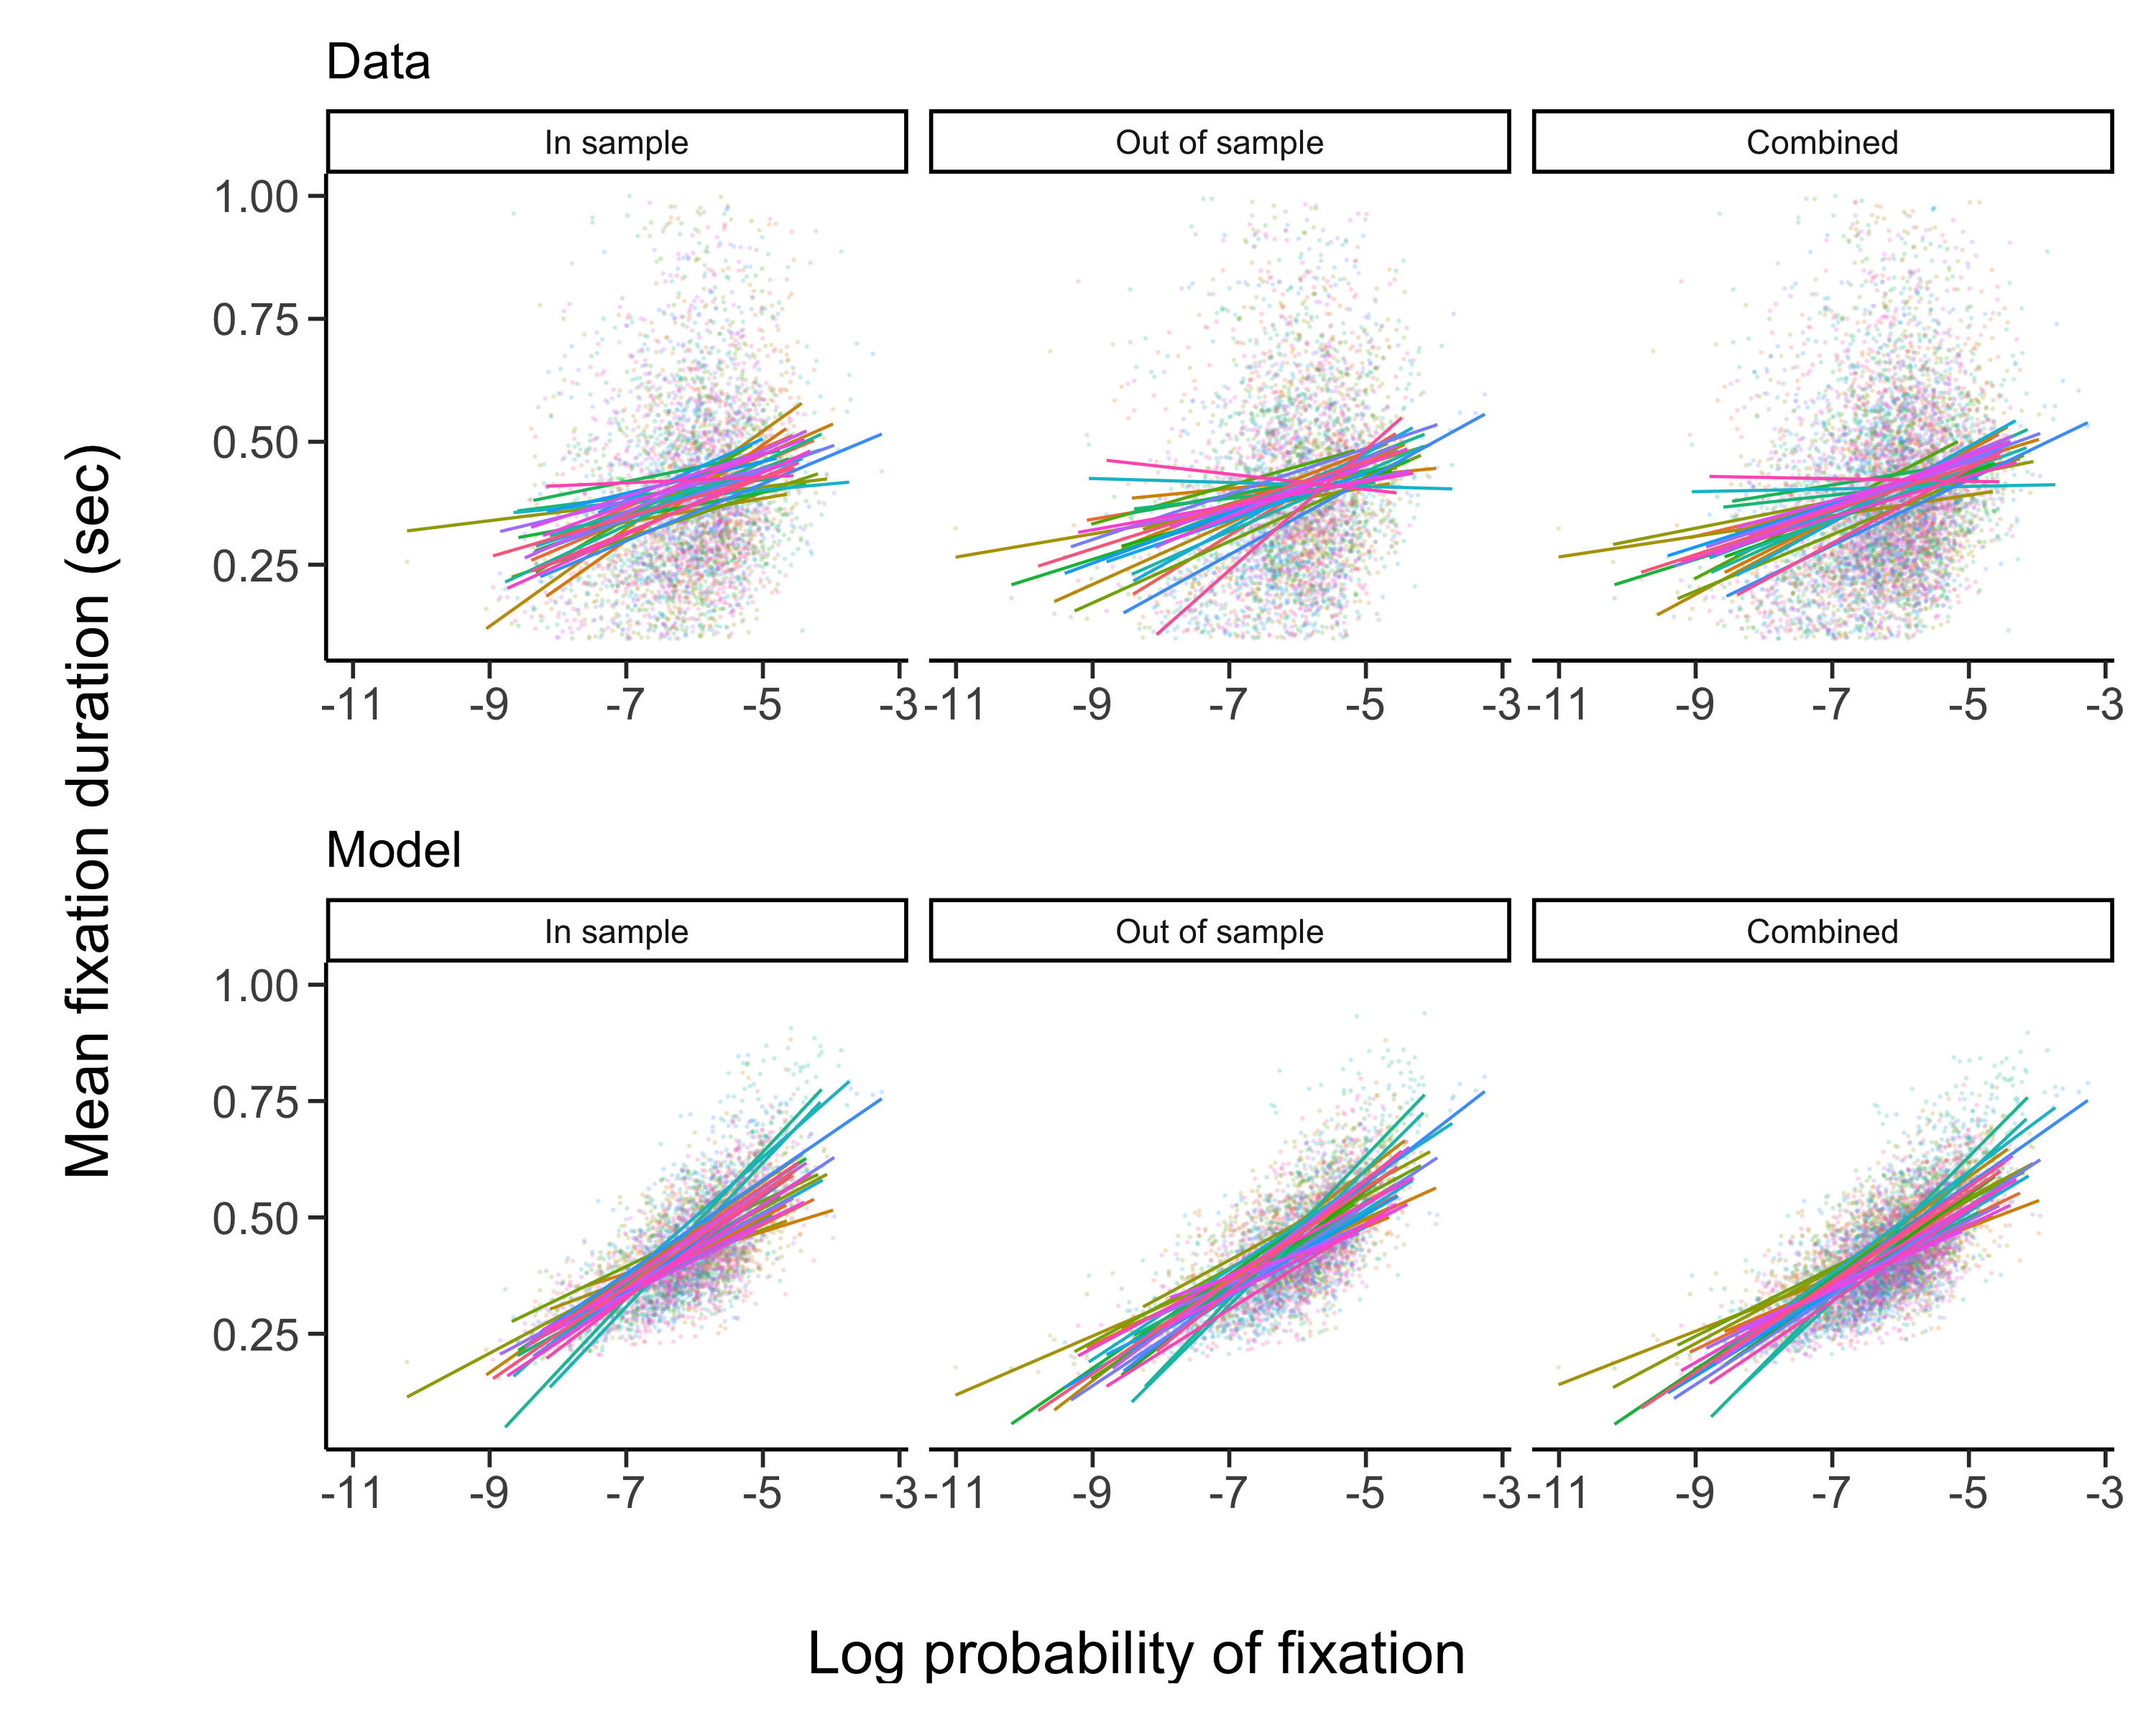 Data
In sample Out of sample Combined
1.00
0.75
0.50
0.25
-11 -9 -7 -5 -3 -11 -9 -7 -5 -3 -11 -9 -7 -5 -3
Mean fixation duration (sec)
Model
In sample Out of sample Combined
1.00
0.75
0.50
0.25
-11 -9 -7 -5 -3 -11 -9 -7 -5 -3 -11 -9 -7 -5 -3
Log probability of fixation